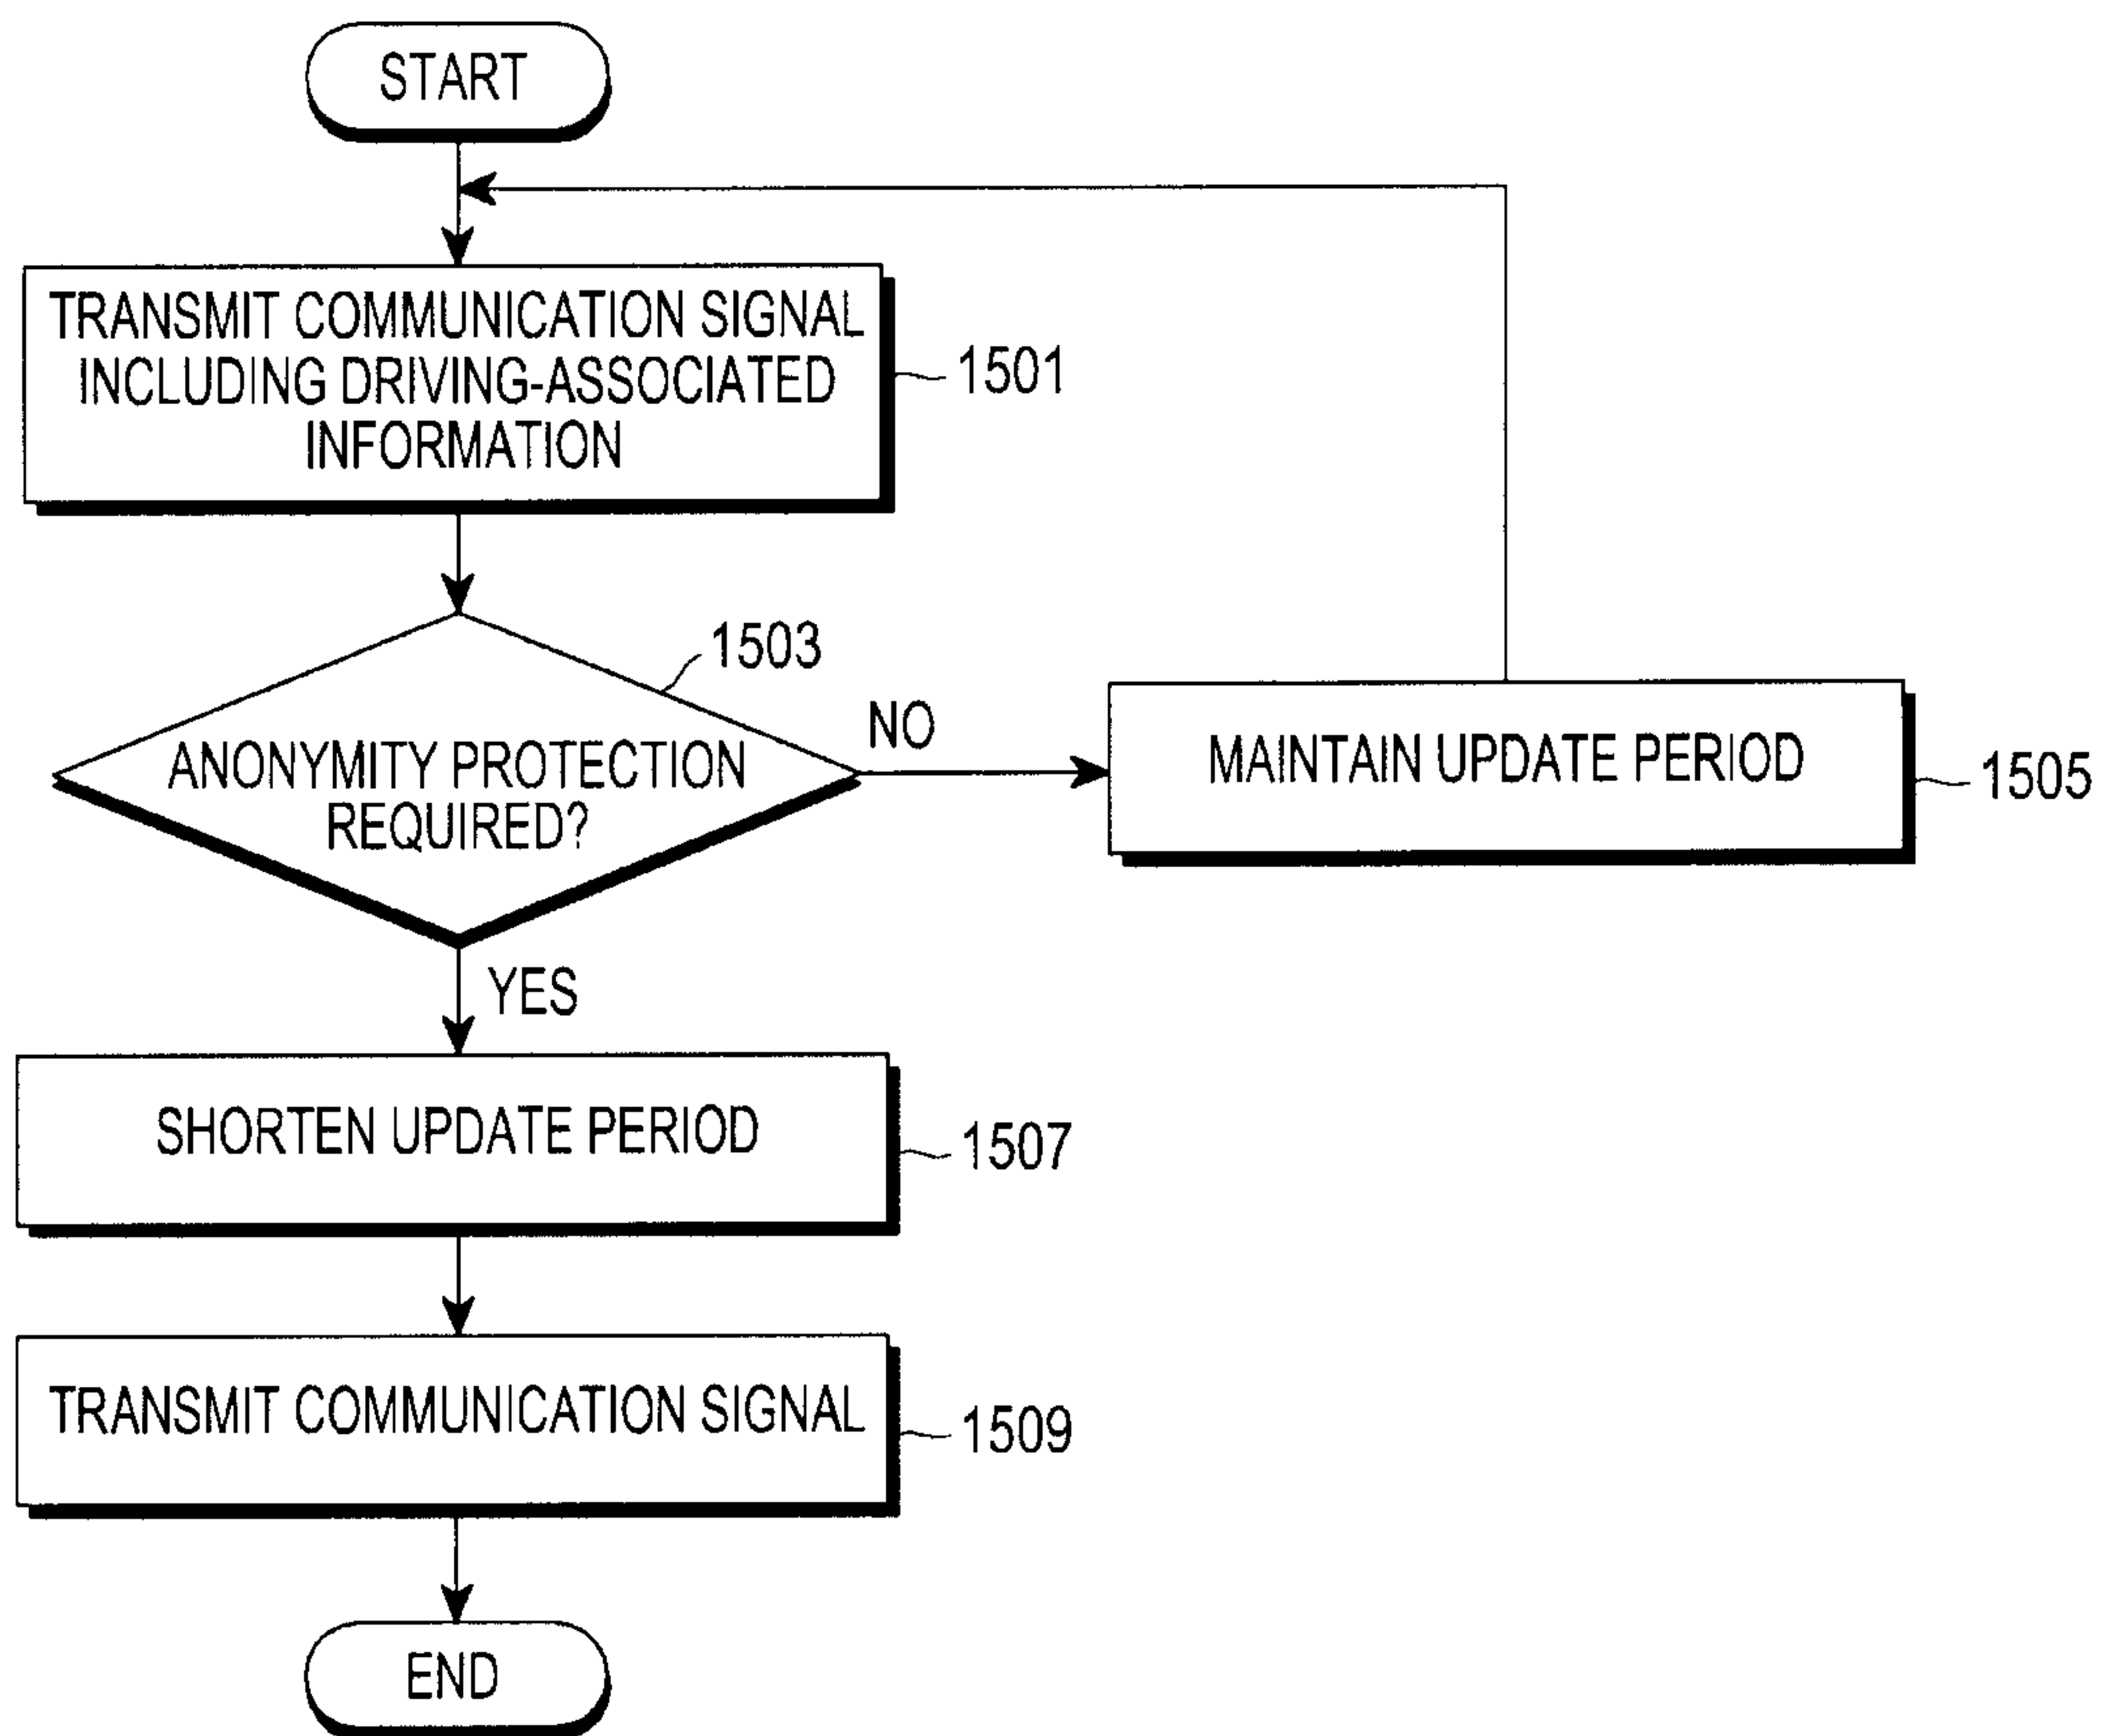 START
TRANSMIT COMMUNICATION SIGNAL
INCLUDING DRIVING-ASSOCIATED
INFORMATION
1501
1503
ANONYMITY PROTECTION
REQUIRED?
NO
MAINTAIN UPDATE PERIOD
1505
YES
SHORTEN UPDATE PERIOD
1507
TRANSMIT COMMUNICATION SIGNAL
1509
END